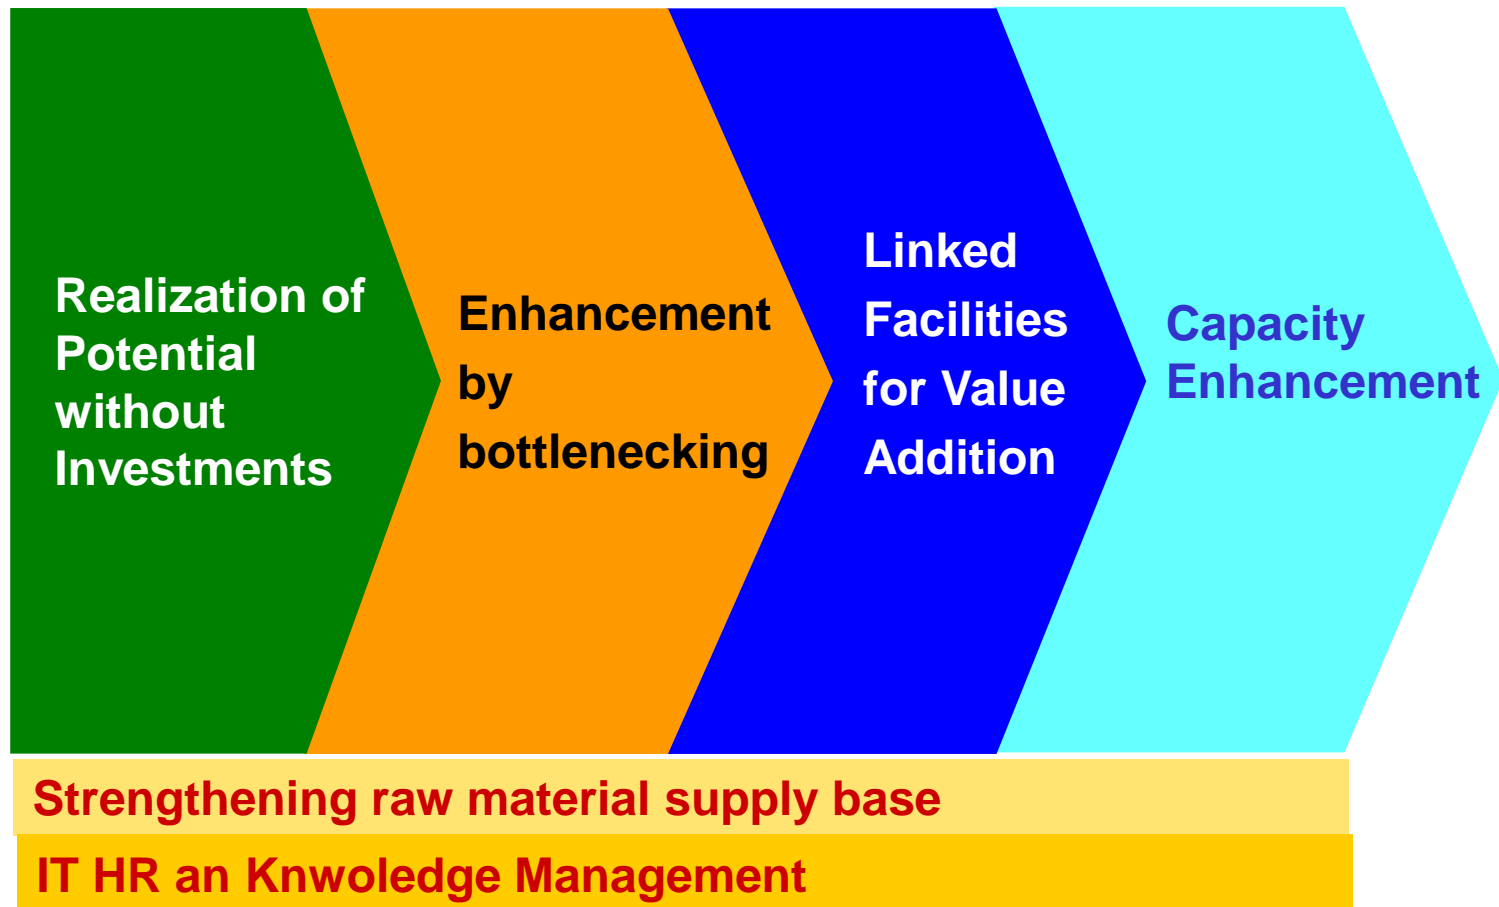 Realization of
Potential
without
Investments
Enhancement
by
bottlenecking
Linked
Facilities
for Value
Addition
Capacity
Enhancement
Strengthening raw material supply base
IT HR an Knwoledge Management